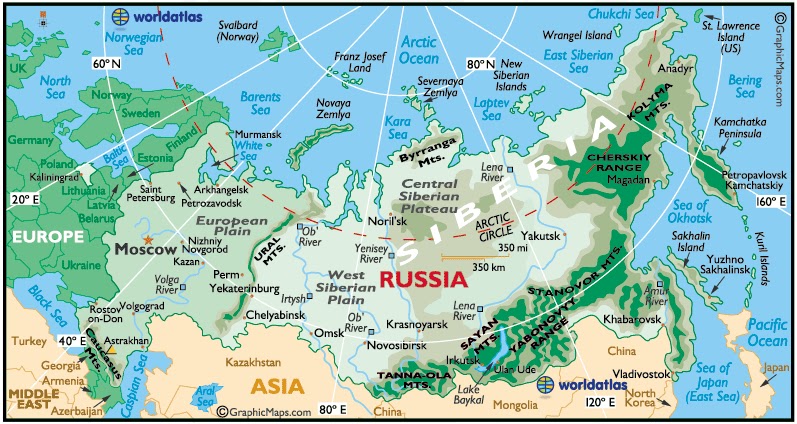 worldatlas
Svalbard
(Norway)
Chukchi Sea
St. Lawrence
Island
(US)
©GraphicMaps.com
Norwegian
Sea
Arctic
Ocean
Wrangel Island
East Siberian
Sea
60° N
80° N
Franz Josef
Land
New
Siberian
Islands
Anadyr
UK
North
Sea
Barents
Sea
Severnaya
Zemlya
Laptev
Sea
Bering
Sea
Norway
Sweden
Novaya
Zemlya
Kara
Sea
KOLYMA
MTS.
Kamchatka
Peninsula
Germany
Finland
Murmansk
White
Sea
Byrranga
Mts.
Baltic
Sea
Estonia
Poland
Kaliningrad
Lithuania
Latvia
Belarus
20° E
Saint
Petersburg
Arkhangelsk
Petrozavodsk
Lena
River
CHERSKIY
RANGE
Magadan
Petropavlovsk
Kamchatskiy
160° E
Central
Siberian
Plateau
SIBERIA
European
Plain
Noril'sk
ARCTIC
CIRCLE
Sea of
Okhotsk
EUROPE
Moscow
Nizhniy
Novgorod
Kazan
URAL
MTS.
Ob'
River
Yenisey
River
350 mi
350 km
Yakutsk
Sakhalin
Island
Kuril Islands
Ukraine
Perm
Volga
River
Yekaterinburg
West
Siberian
Plain
RUSSIA
STANOVOR MTS.
Yuzhno
Sakhalinsk
Black Sea
Rostov
on-Don
Volgograd
Chelyabinsk
Irtysh
Ob
River
Lena
River
Amur
River
Turkey
40° E
Astrakhan
Omsk
Krasnoyarsk
Novosibirsk
SAYAN
MTS.
YABONOVYY
RANGE
Khabarovsk
Pacific
Ocean
Caucasus
Mts.
Georgia
Armenia
Azerbaijan
MIDDLE
EAST
Caspian Sea
Kazakhstan
Aral
Sea
ASIA
Irkutsk
Ulan Ude
TANNA-OLA
MTS.
Lake
Baykal
China
Vladivostok
Sea of
Japan
(East Sea)
Japan
©GraphicMaps.com
80° E
China
Mongolia
worldatlas
120° E
North
Korea